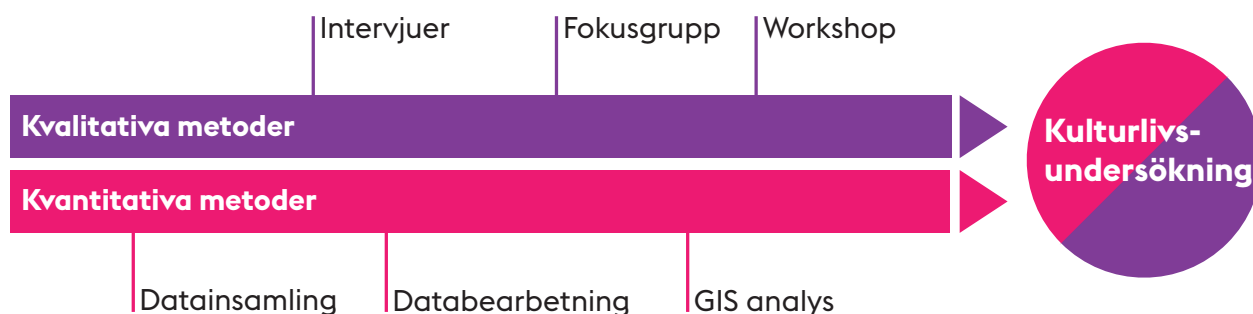 Intervjuer
Fokusgrupp
Workshop
Kvalitativa metoder
Kvantitativa metoder
Kulturlivs-
undersökning
Datainsamling
Databearbetning
GIS analys